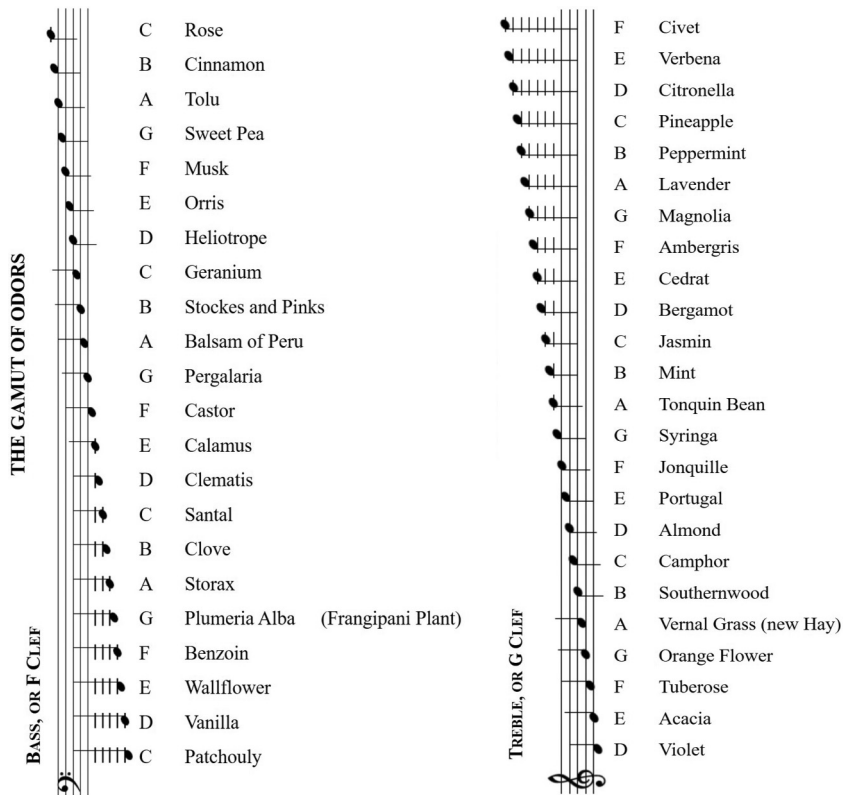 THE GAMUT OF ODORS
BASS, OR F CLEF
C Rose
B Cinnamon
A Tolu
G Sweet Pea
F Musk
E Orris
D Heliotrope
C Geranium
B Stockes and Pinks
A Balsam of Peru
G Pergalaria
F Castor
E Calamus
D Clematis
C Santal
B Clove
A Storax
G Plumeria Alba (Frangipani Plant)
F Benzoin
E Wallflower
D Vanilla
C Patchouly
TREBLE, OR G CLEF
F Civet
E Verbena
D Citronella
C Pineapple
B Peppermint
A Lavender
G Magnolia
F Ambergris
E Cedrat
D Bergamot
C Jasmin
B Mint
A Tonquin Bean
G Syringa
F Jonquille
E Portugal
D Almond
C Camphor
B Southernwood
A Vernal Grass (new Hay)
G Orange Flower
F Tuberose
E Acacia
D Violet